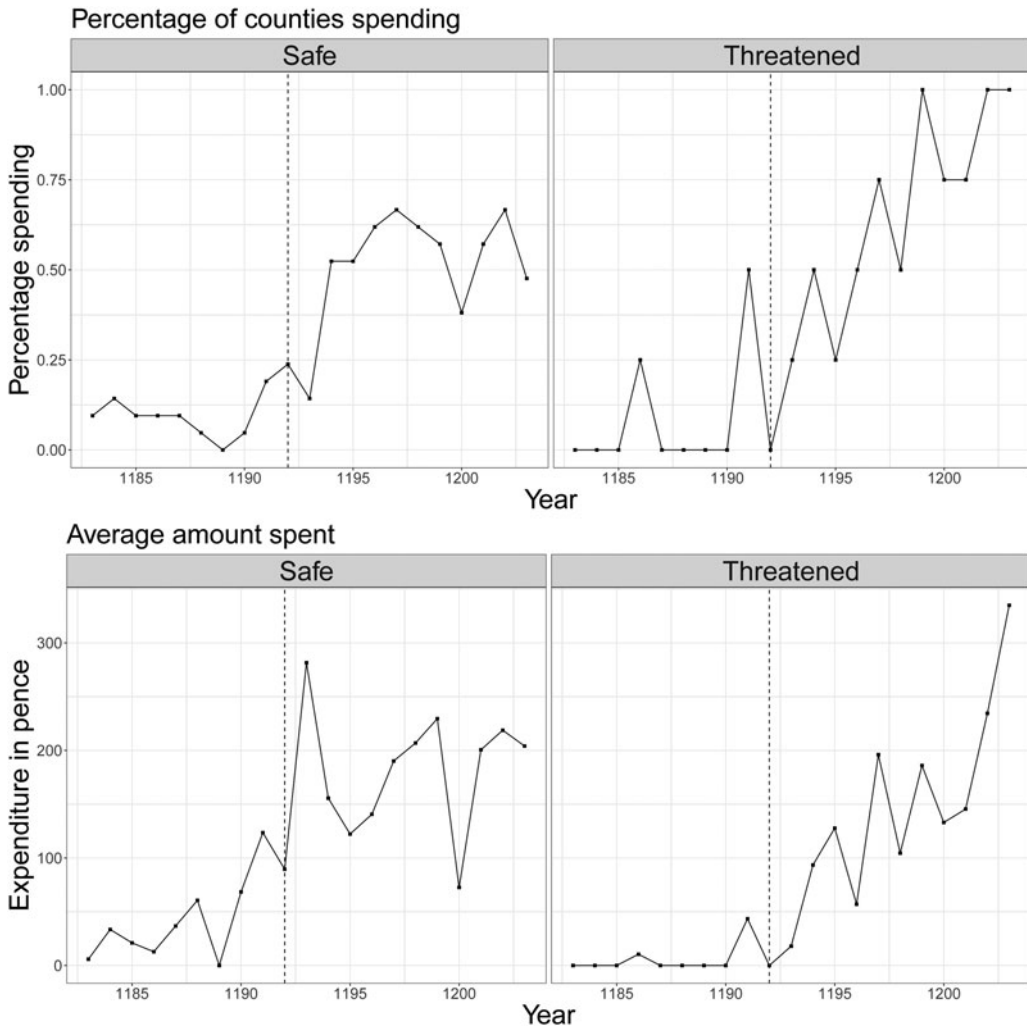 Percentage of counties spending
Safe Threatened
Percentage spending
1.00
0.75
0.50
0.25
0.00
1185 1190 1195 1200 1185 1190 1195 1200
Year
Average amount spent
Safe Threatened
Expenditure in pence
300
200
100
0
1185 1190 1195 1200 1185 1190 1195 1200
Year